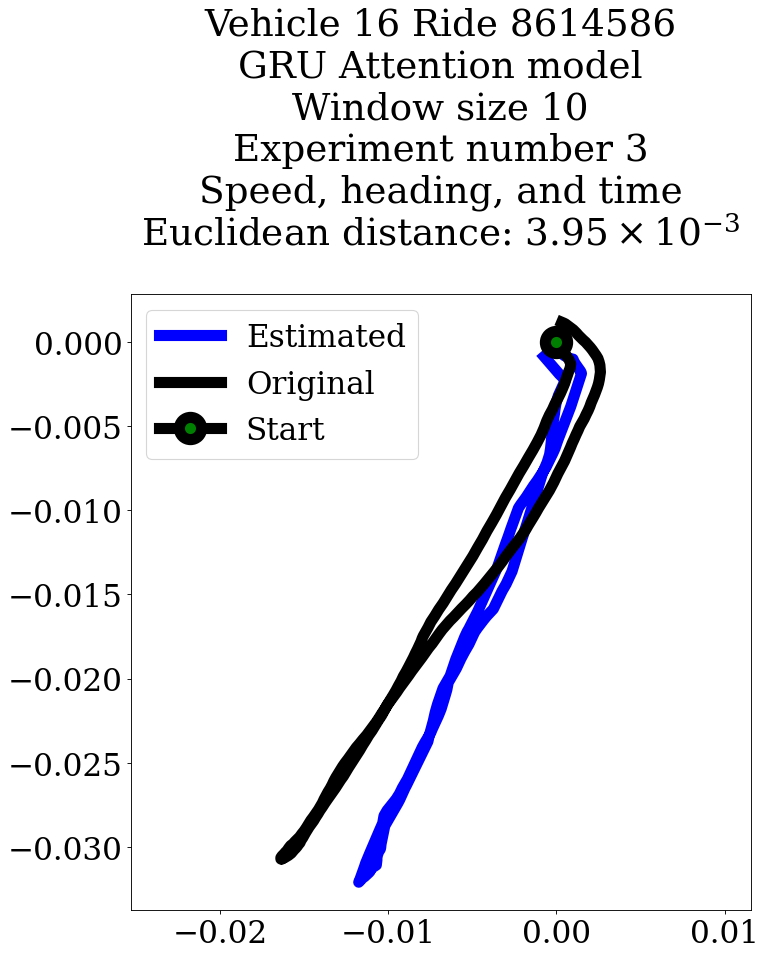 Vehicle 16 Ride 8614586
GRU Attention model
Window size 10
Experiment number 3
Speed, heading, and time
Euclidean distance: 3.95 × 10⁻³
Estimated
Original
Start
0.000
−0.005
−0.010
−0.015
−0.020
−0.025
−0.030
−0.02 −0.01 0.00 0.01